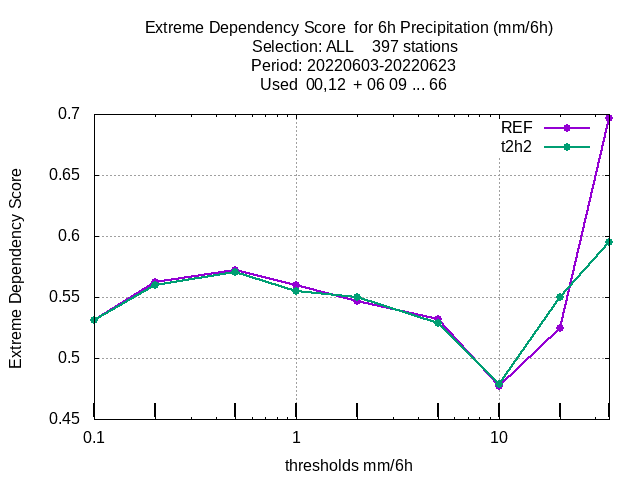 Extreme Dependency Score  for 6h Precipitation (mm/6h)
Selection: ALL    397 stations
Period: 20220603-20220623
Used  00,12  + 06 09 ... 66
REF
t2h2
Extreme Dependency Score
0.7
0.65
0.6
0.55
0.5
0.45
0.1 1 10
thresholds mm/6h